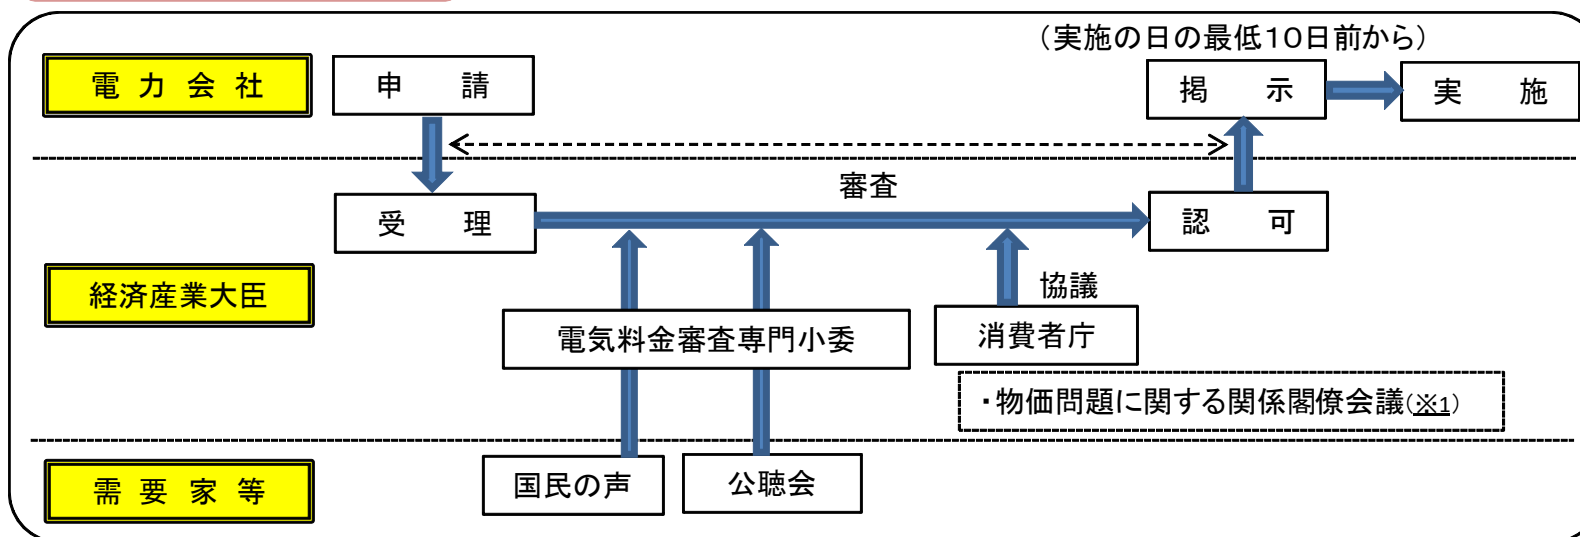 （実施の日の最低１０日前から）
電力会社
申請
掲示
実施
審査
受理
認可
経済産業大臣
協議
電気料金審査専門小委
消費者庁
・物価問題に関する関係閣僚会議(※1)
需要家等
国民の声
公聴会